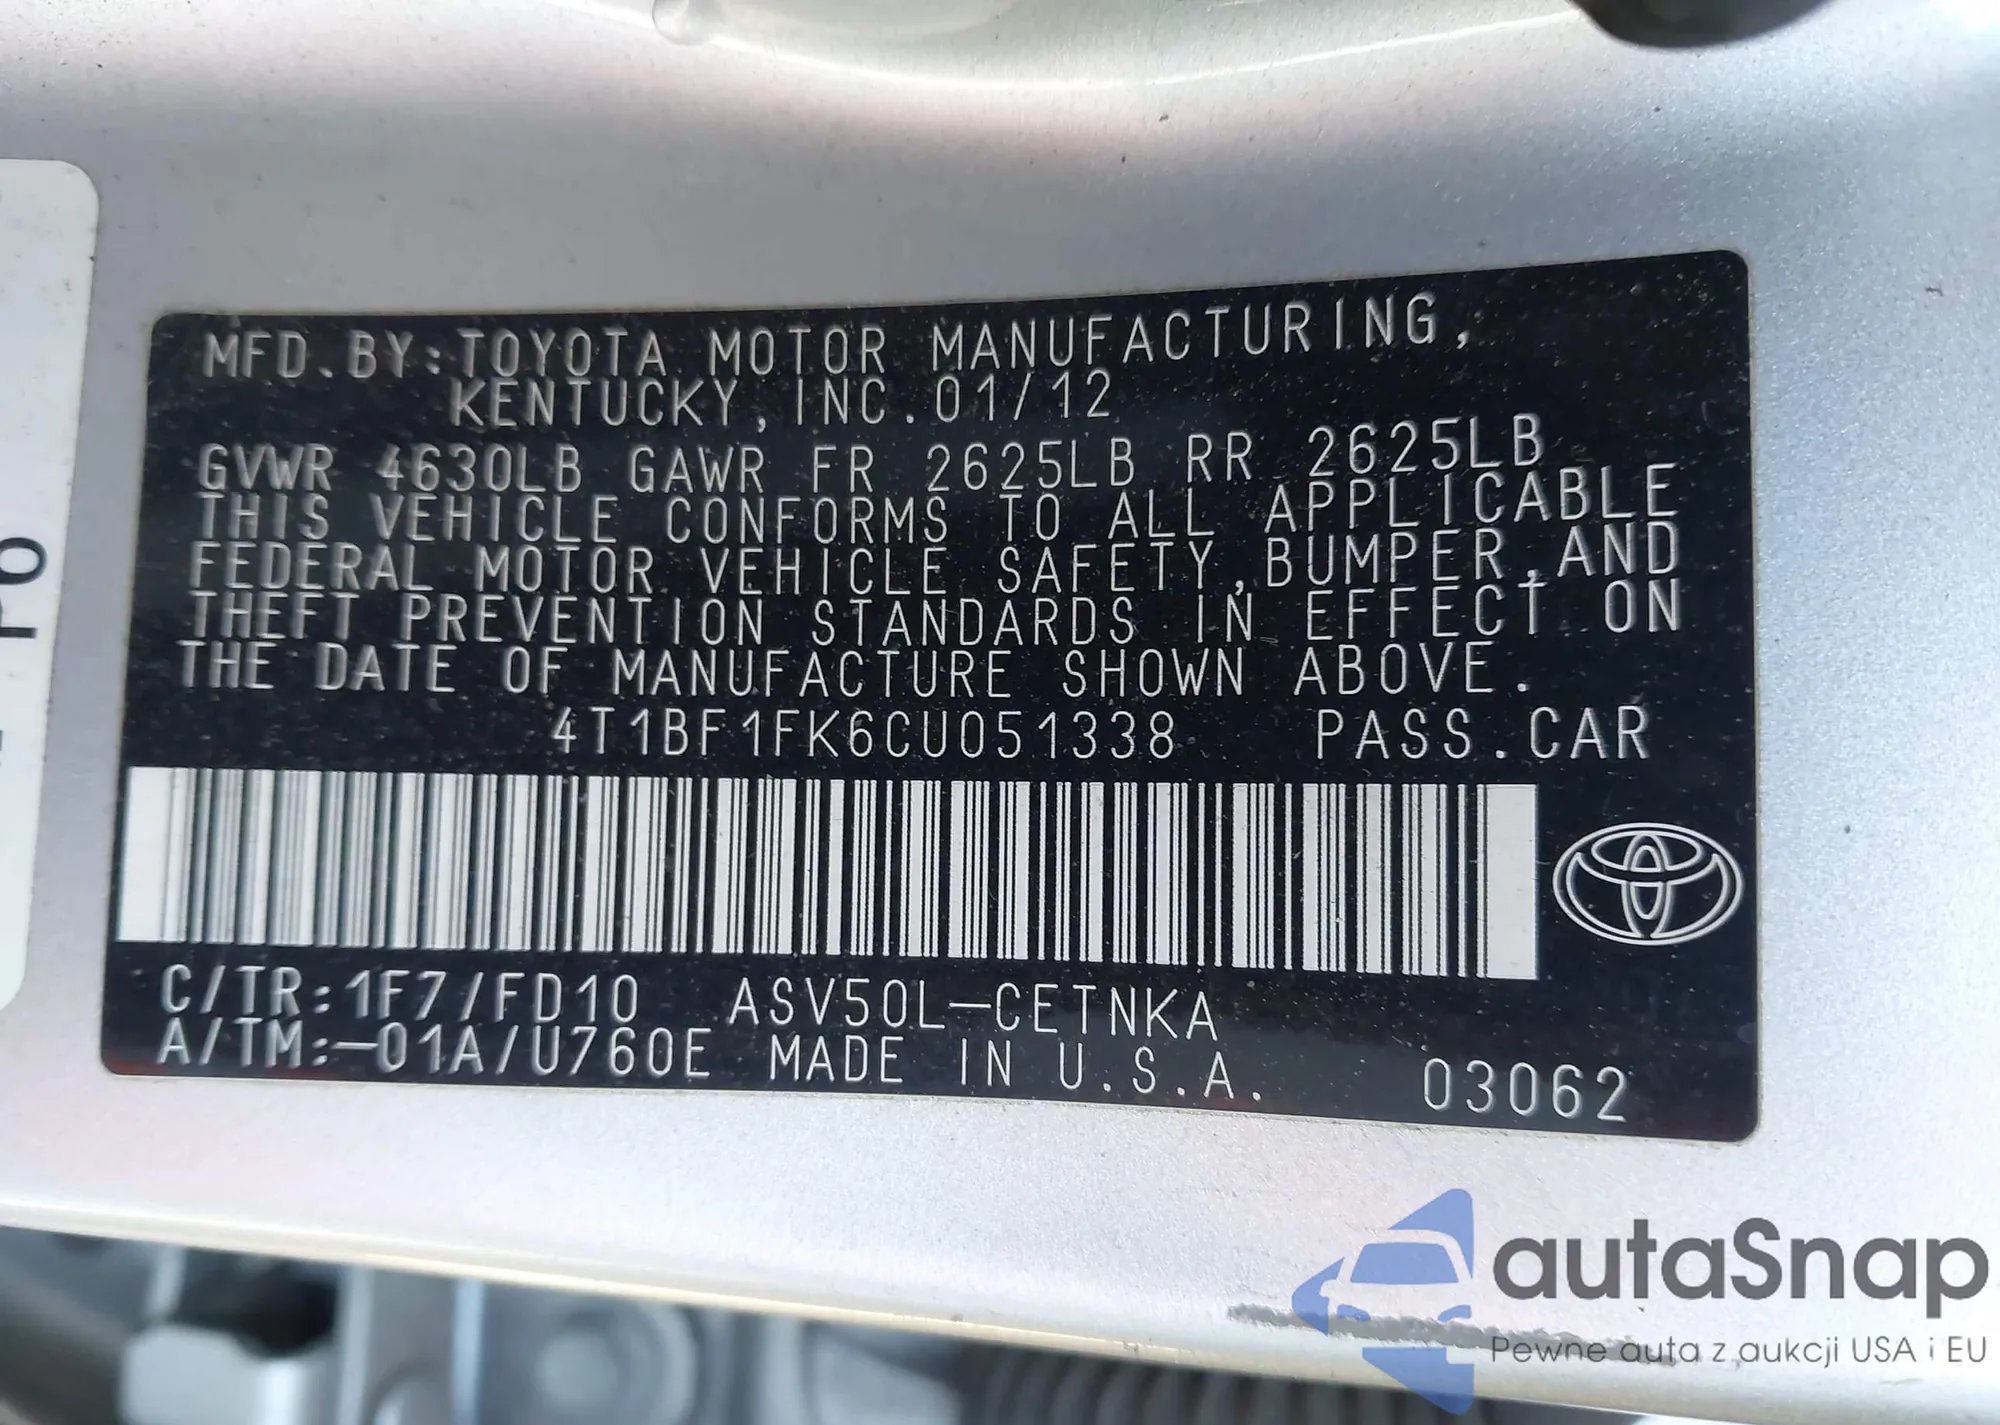 MFD.BY:TOYOTA MOTOR MANUFACTURING,
KENTUCKY, INC.01/12
GVWR 4630LB GAWR FR 2625LB RR 2625LB
THIS VEHICLE CONFORMS TO ALL APPLICABLE
FEDERAL MOTOR VEHICLE SAFETY,BUMPER,AND
THEFT PREVENTION STANDARDS IN EFFECT ON
THE DATE OF MANUFACTURE SHOWN ABOVE.
4T1BF1FK6CU051338 PASS.CAR
C/TR:1F7/FD10 ASV50L-CETNKA
A/TM:-01A/U760E MADE IN U.S.A. 03062
autaSnap
Pewne auta z aukcji USA i EU